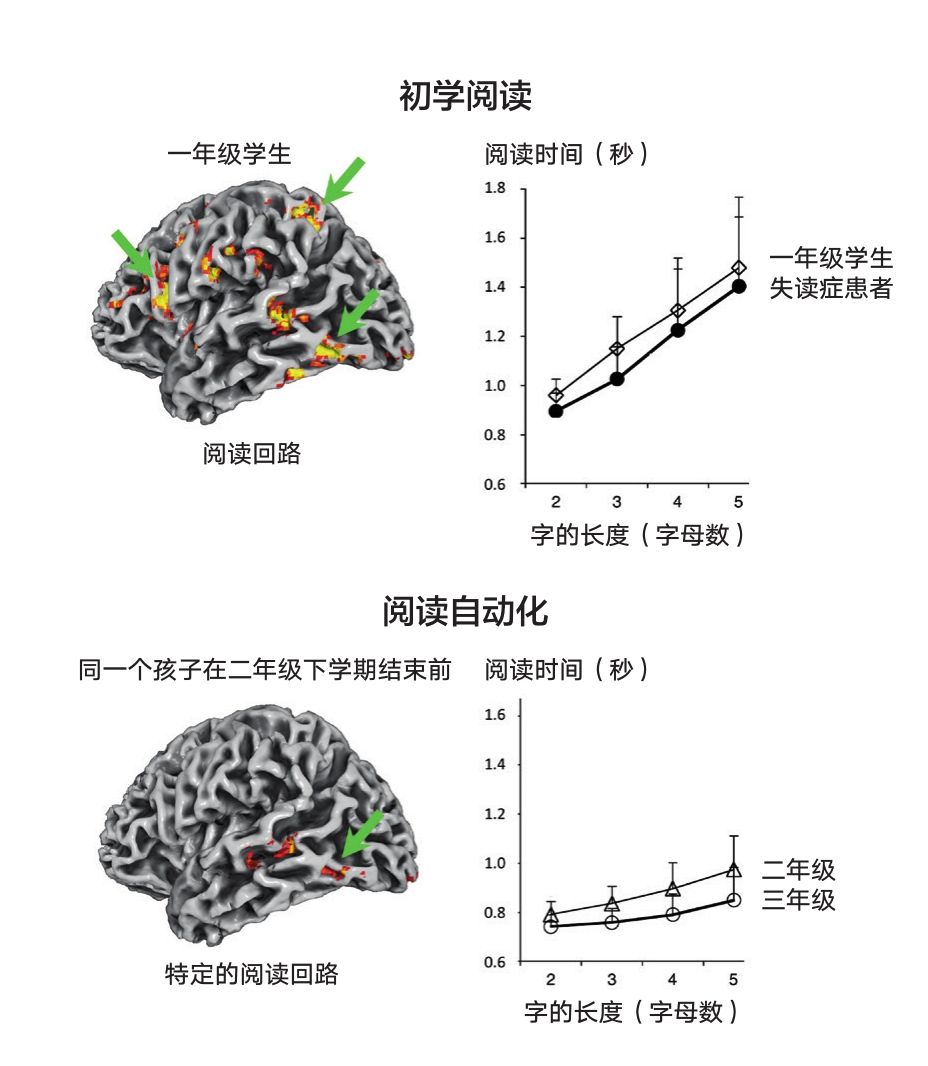 初学阅读
一年级学生
阅读时间（秒）
1.8
1.6
1.4
1.2
1.0
0.8
0.6
2 3 4 5
字的长度（字母数）
一年级学生
失读症患者
阅读回路
阅读自动化
同一个孩子在二年级下学期结束前
阅读时间（秒）
1.6
1.4
1.2
1.0
0.8
0.6
2 3 4 5
字的长度（字母数）
二年级
三年级
特定的阅读回路